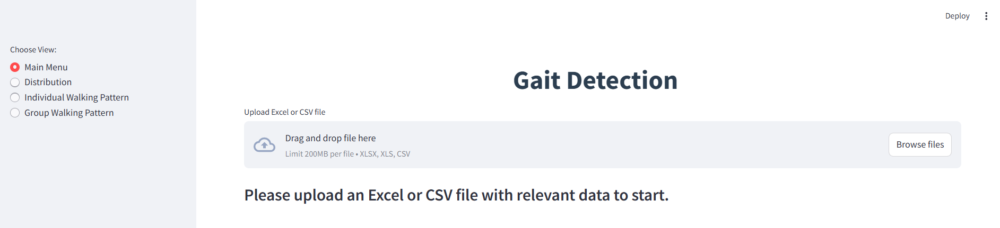 Deploy
Choose View:
Main Menu
Distribution
Individual Walking Pattern
Group Walking Pattern
Gait Detection
Upload Excel or CSV file
Drag and drop file here
Limit 200MB per file • XLSX, XLS, CSV
Browse files
Please upload an Excel or CSV file with relevant data to start.